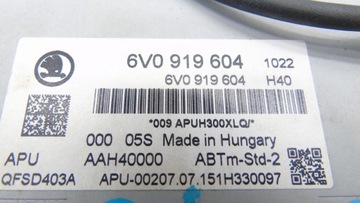 6V0 919 604 1022
6V0 919 604 H40
*009 APUH300XLQ/*
000 05S Made in Hungary
APU AAH40000 ABTm-Std-2
QFSD403A APU-00207.07.151H330097